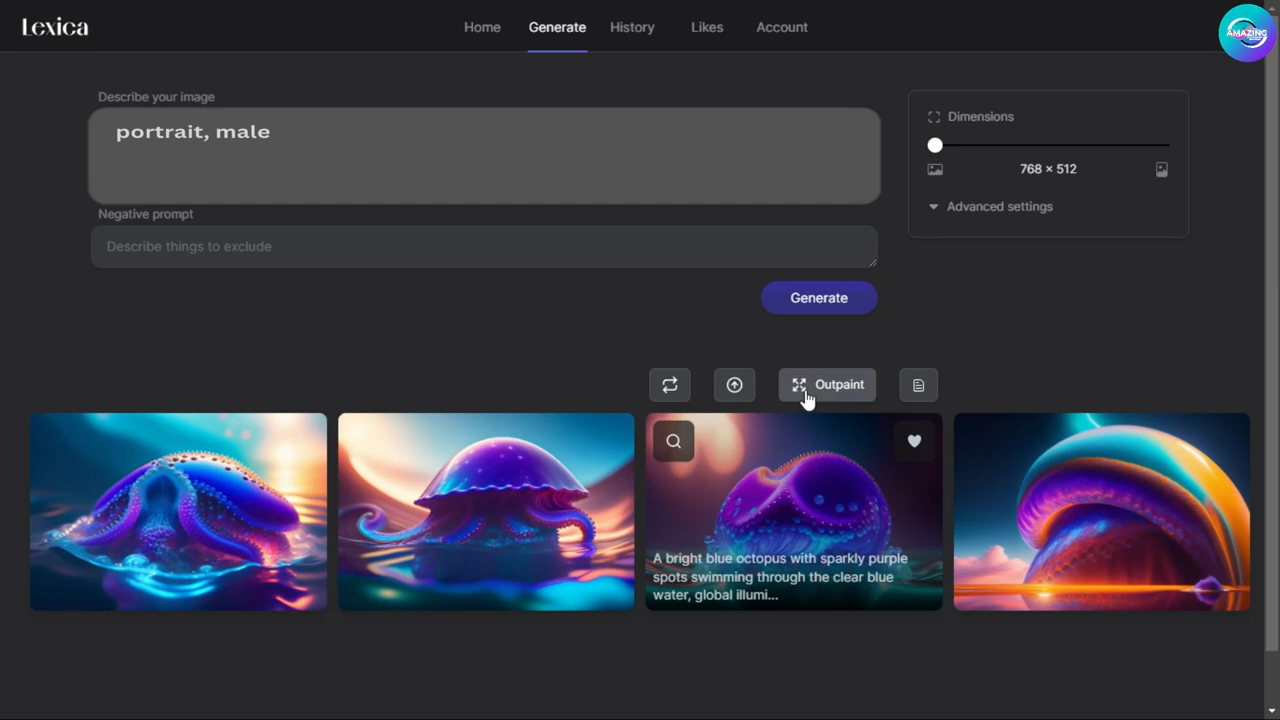 Lexica
Home Generate History Likes Account
AMAZING
Describe your image
portrait, male
Dimensions
768 × 512
Advanced settings
Negative prompt
Describe things to exclude
Generate
Outpaint
A bright blue octopus with sparkly purple
spots swimming through the clear blue
water, global illumi...